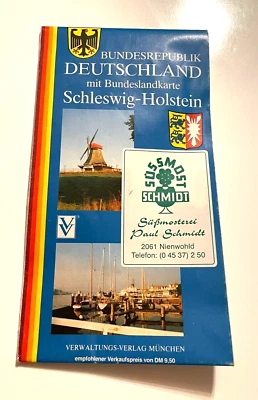 BUNDESREPUBLIK
DEUTSCHLAND
mit Bundeslandkarte
Schleswig-Holstein
SÜSSMOST
SCHMIDT
Süßmosterei
Paul Schmidt
2061 Nienwohld
Telefon: (0 45 37) 2 50
VV
VERWALTUNGS-VERLAG MÜNCHEN
empfohlener Verkaufspreis von DM 9,50